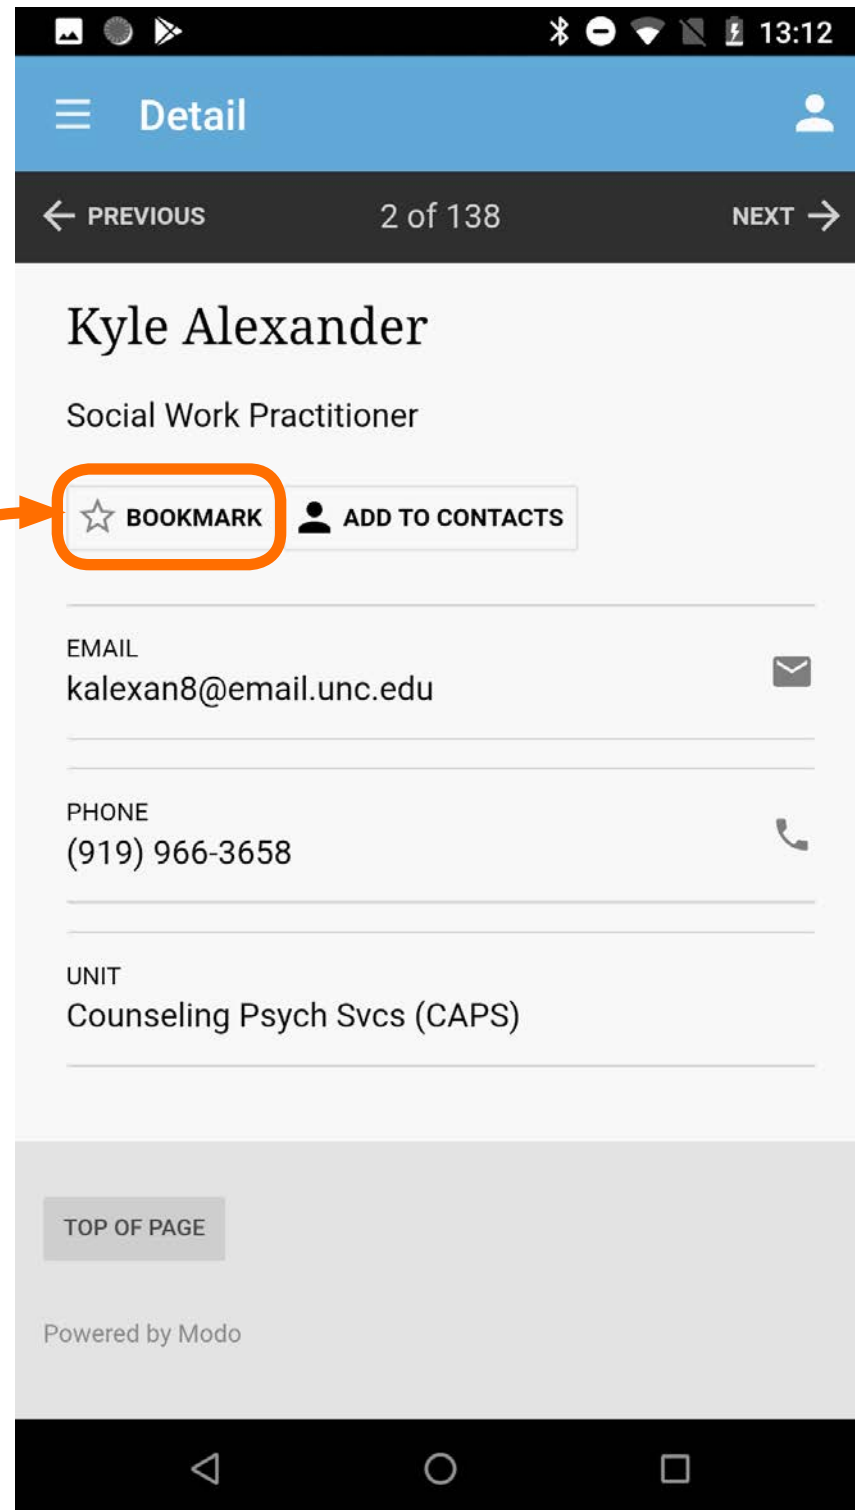 13:12
Detail
PREVIOUS 2 of 138 NEXT
Kyle Alexander
Social Work Practitioner
BOOKMARK ADD TO CONTACTS
EMAIL
kalexan8@email.unc.edu
PHONE
(919) 966-3658
UNIT
Counseling Psych Svcs (CAPS)
TOP OF PAGE
Powered by Modo